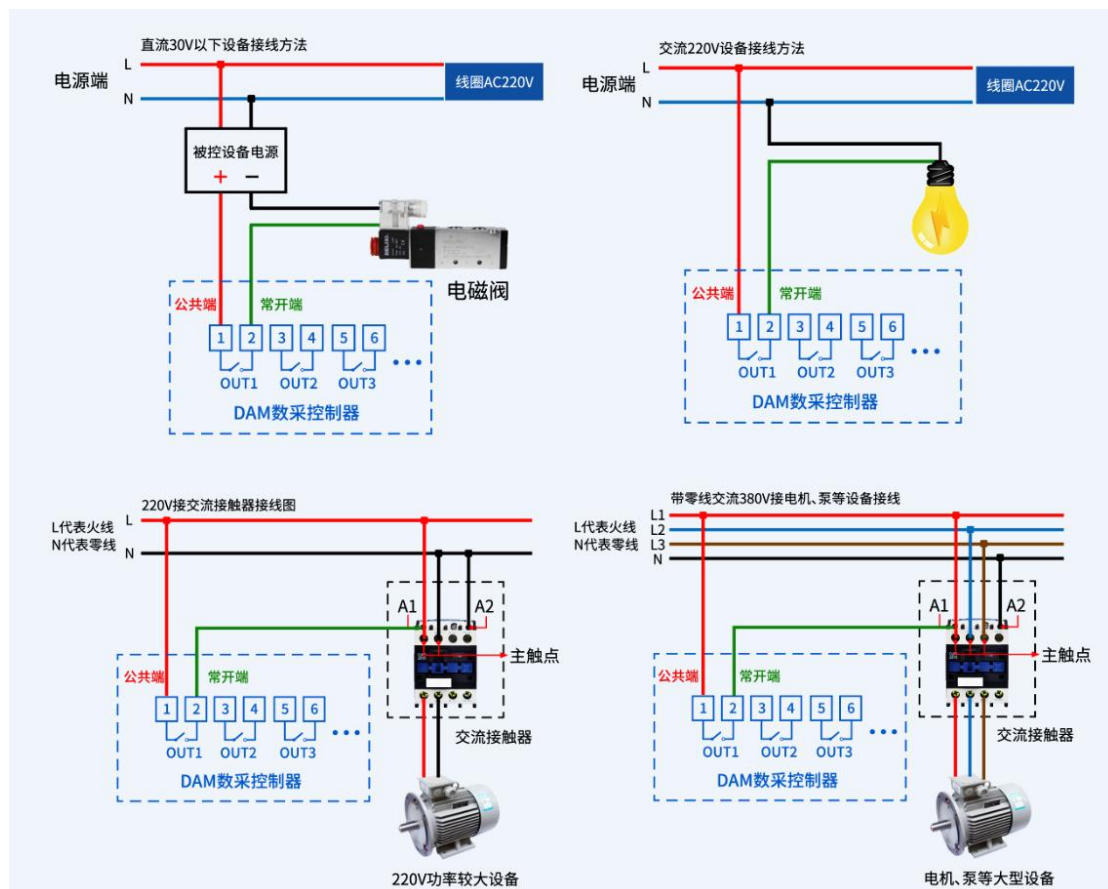 直流30V以下设备接线方法
L
电源端
N
线圈AC220V
被控设备电源
+ −
电磁阀
公共端
常开端
1 2 3 4 5 6
OUT1 OUT2 OUT3
DAM数采控制器
交流220V设备接线方法
L
电源端
N
线圈AC220V
公共端
常开端
1 2 3 4 5 6
OUT1 OUT2 OUT3
DAM数采控制器
220V接交流接触器接线图
L代表火线
L
N代表零线
N
A1
A2
主触点
公共端
常开端
1 2 3 4 5 6
OUT1 OUT2 OUT3
DAM数采控制器
交流接触器
220V功率较大设备
带零线交流380V接电机、泵等设备接线
L1
L代表火线
L2
N代表零线
L3
N
A1
A2
主触点
公共端
常开端
1 2 3 4 5 6
OUT1 OUT2 OUT3
DAM数采控制器
交流接触器
电机、泵等大型设备